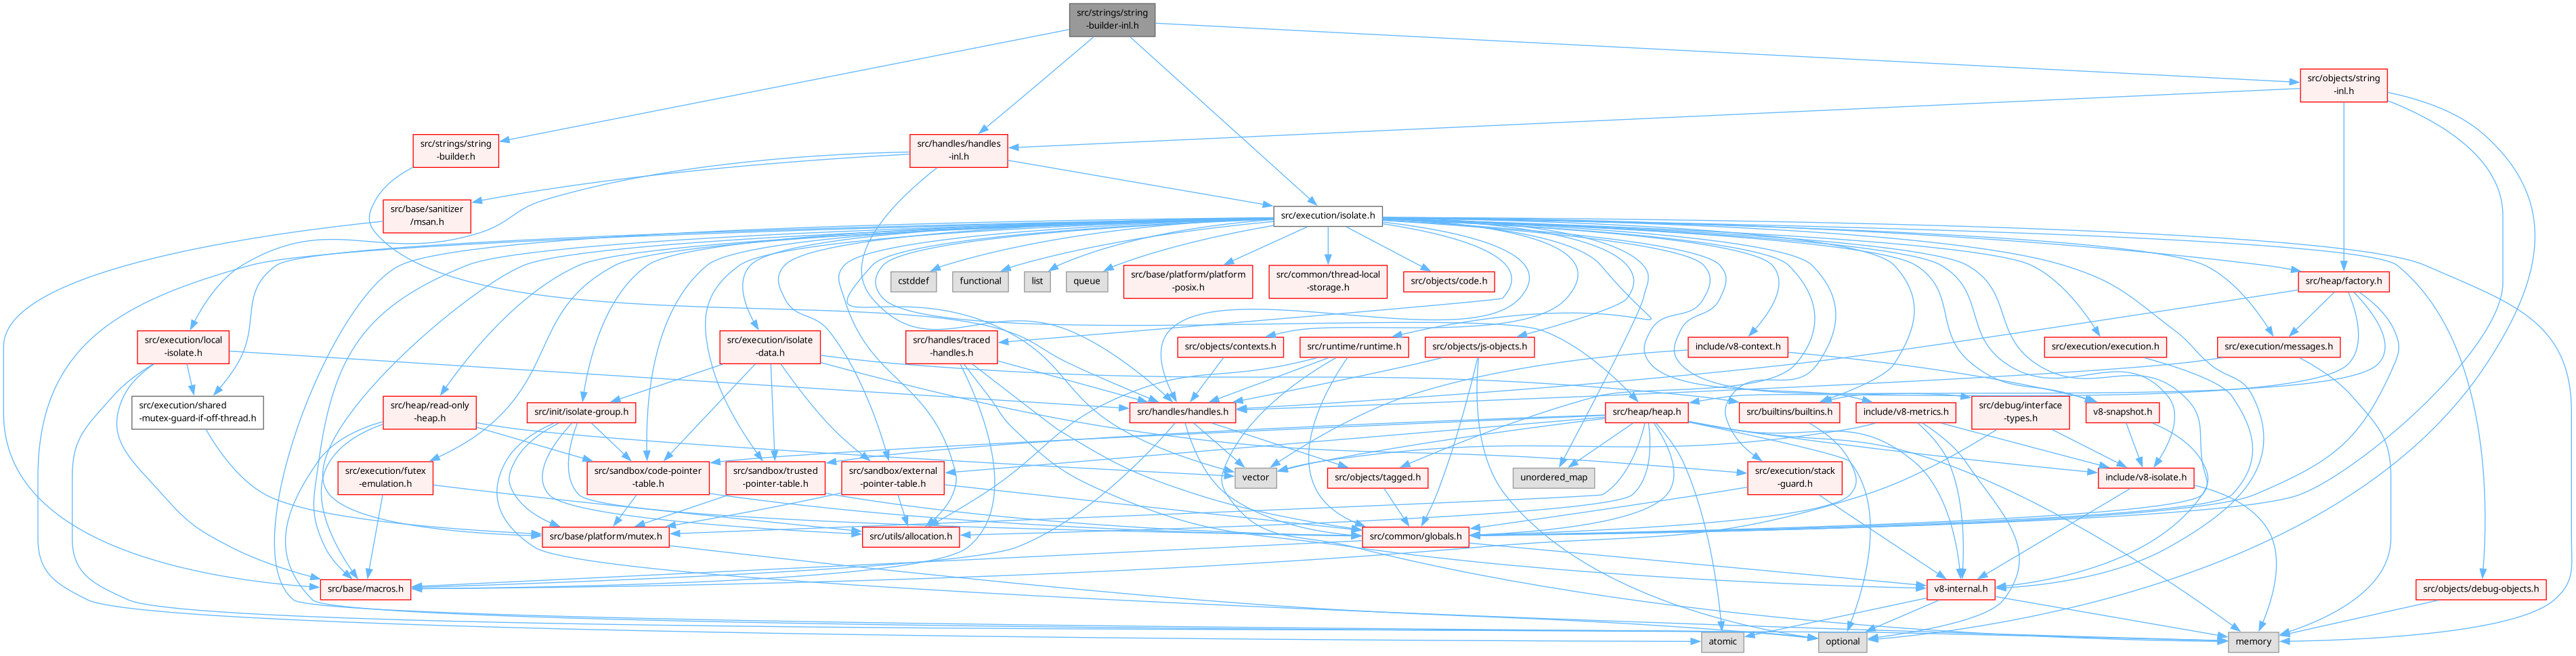 src/strings/string
-builder-inl.h
src/objects/string
-inl.h
src/strings/string
-builder.h
src/handles/handles
-inl.h
src/base/sanitizer
/msan.h
src/execution/isolate.h
cstddef
functional
list
queue
src/base/platform/platform
-posix.h
src/common/thread-local
-storage.h
src/objects/code.h
src/heap/factory.h
src/execution/local
-isolate.h
src/execution/isolate
-data.h
src/handles/traced
-handles.h
src/objects/contexts.h
src/runtime/runtime.h
src/objects/js-objects.h
include/v8-context.h
src/execution/execution.h
src/execution/messages.h
src/execution/shared
-mutex-guard-if-off-thread.h
src/heap/read-only
-heap.h
src/init/isolate-group.h
src/handles/handles.h
src/heap/heap.h
src/builtins/builtins.h
include/v8-metrics.h
src/debug/interface
-types.h
v8-snapshot.h
src/execution/futex
-emulation.h
src/sandbox/code-pointer
-table.h
src/sandbox/trusted
-pointer-table.h
src/sandbox/external
-pointer-table.h
vector
src/objects/tagged.h
unordered_map
src/execution/stack
-guard.h
include/v8-isolate.h
src/base/platform/mutex.h
src/utils/allocation.h
src/common/globals.h
src/base/macros.h
v8-internal.h
src/objects/debug-objects.h
atomic
optional
memory